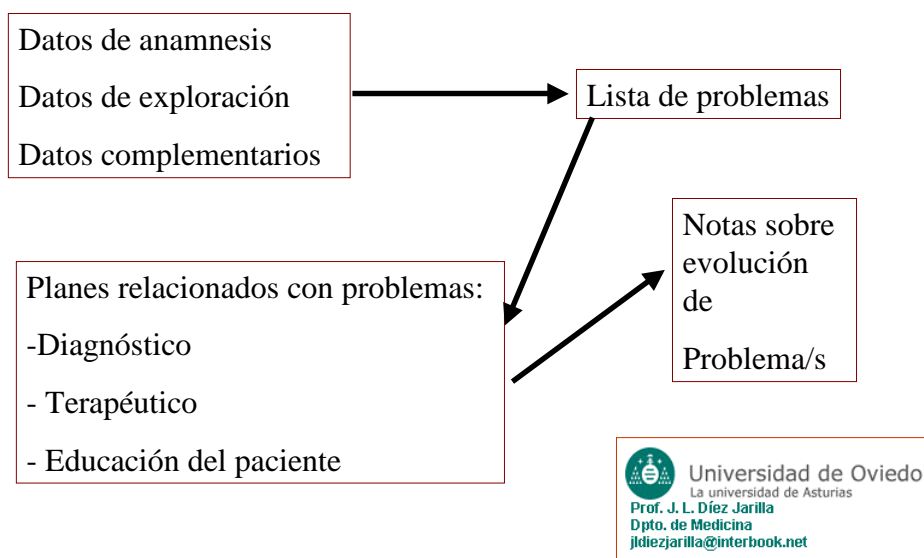 Datos de anamnesis
Datos de exploración
Datos complementarios
Lista de problemas
Planes relacionados con problemas:
-Diagnóstico
- Terapéutico
- Educación del paciente
Notas sobre
evolución
de
Problema/s
Universidad de Oviedo
La universidad de Asturias
Prof. J. L. Díez Jarilla
Dpto. de Medicina
jldiezjarilla@interbook.net